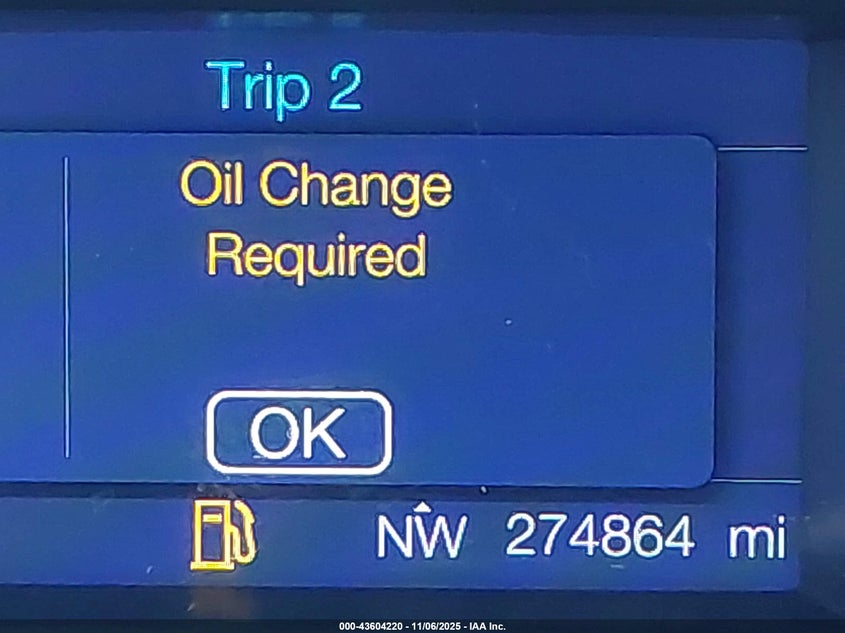 Trip 2
Oil Change
Required
OK
NW 274864 mi
000-43604220 - 11/06/2025 - IAA Inc.